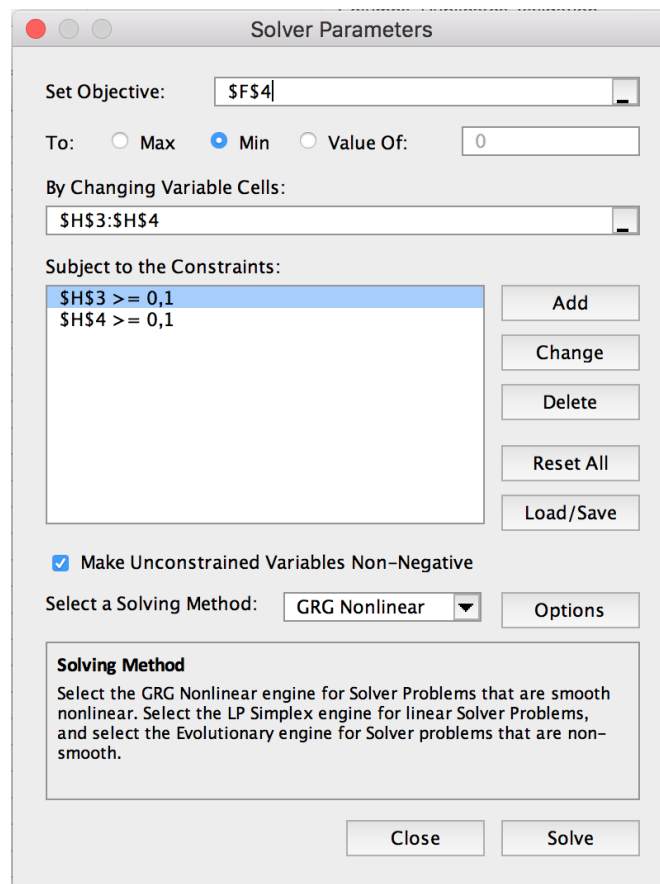 Solver Parameters
Set Objective: $F$4
To: Max Min Value Of: 0
By Changing Variable Cells:
$H$3:$H$4
Subject to the Constraints:
$H$3 >= 0,1
$H$4 >= 0,1
Add
Change
Delete
Reset All
Load/Save
Make Unconstrained Variables Non-Negative
Select a Solving Method: GRG Nonlinear Options
Solving Method
Select the GRG Nonlinear engine for Solver Problems that are smooth
nonlinear. Select the LP Simplex engine for linear Solver Problems,
and select the Evolutionary engine for Solver problems that are non-
smooth.
Close Solve